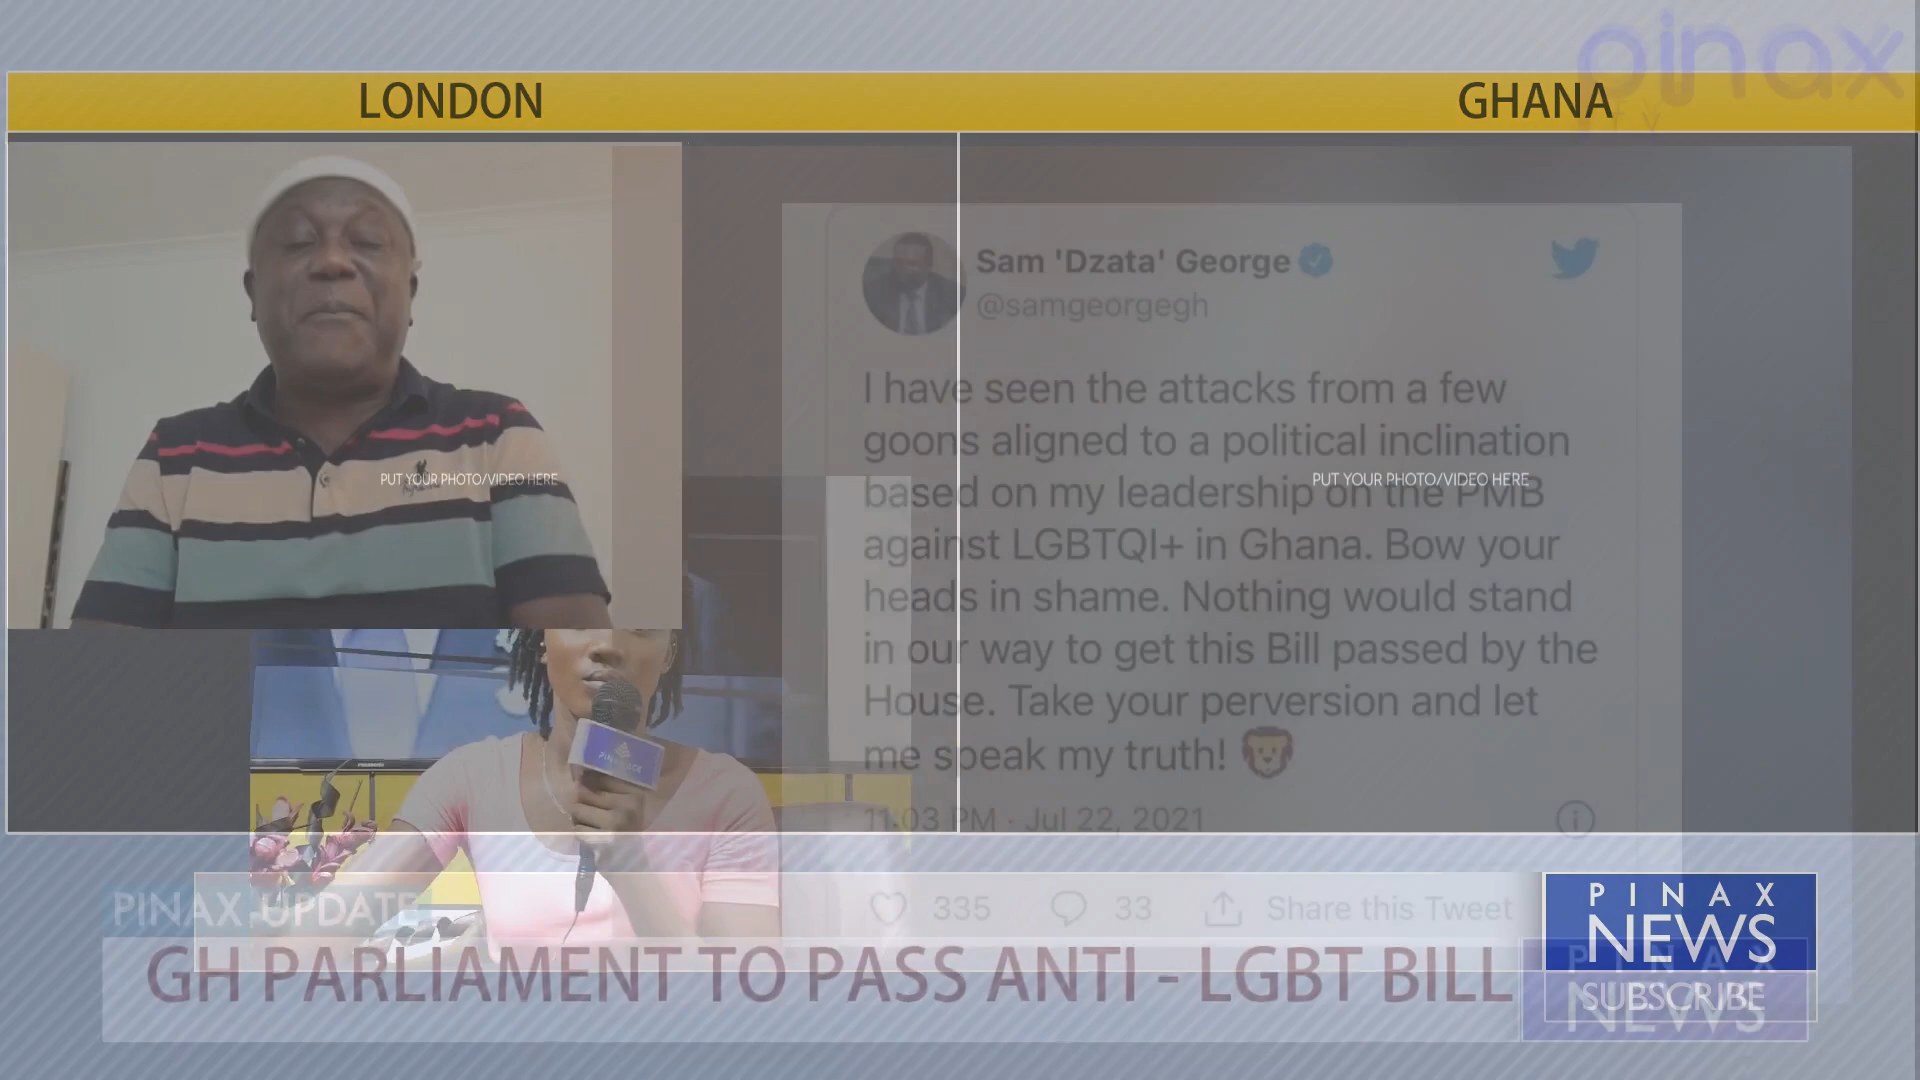 pinax
TV
LONDON
GHANA
Sam 'Dzata' George
@samgeorgegh
I have seen the attacks from a few
goons aligned to a political inclination
based on my leadership on the PMB
against LGBTQI+ in Ghana. Bow your
heads in shame. Nothing would stand
in our way to get this Bill passed by the
House. Take your perversion and let
me speak my truth! 🦁
11:03 PM · Jul 22, 2021
PUT YOUR PHOTO/VIDEO HERE
PUT YOUR PHOTO/VIDEO HERE
335
33
Share this Tweet
PINAX UPDATE
GH PARLIAMENT TO PASS ANTI - LGBT BILL
PINAX
NEWS
SUBSCRIBE
PINAX
NEWS